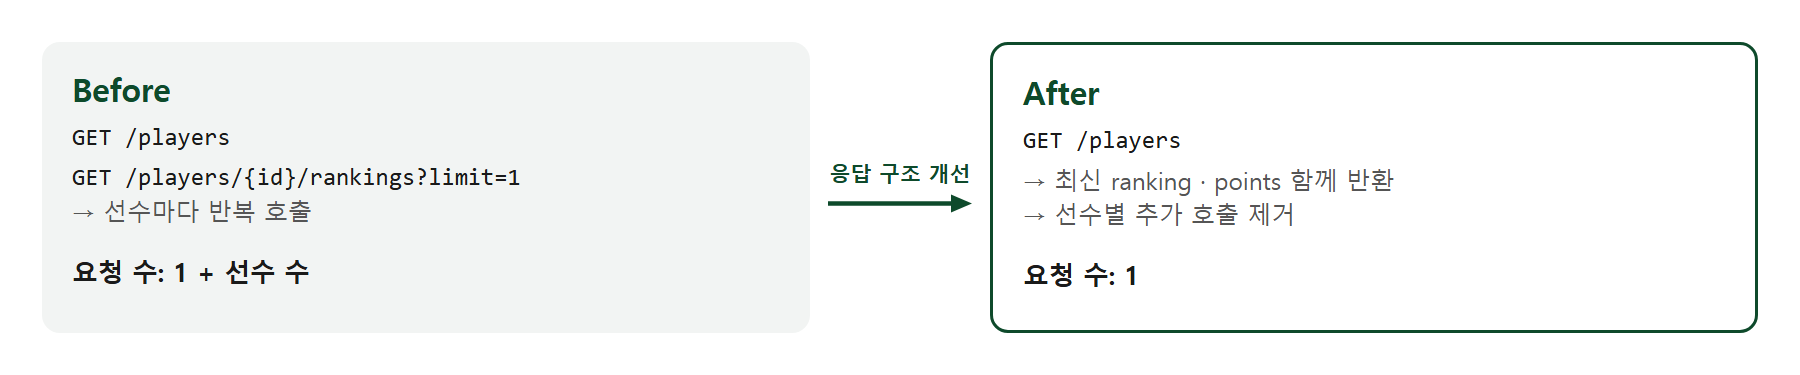 Before
GET /players
GET /players/{id}/rankings?limit=1
→ 선수마다 반복 호출
요청 수: 1 + 선수 수
응답 구조 개선
After
GET /players
→ 최신 ranking · points 함께 반환
→ 선수별 추가 호출 제거
요청 수: 1